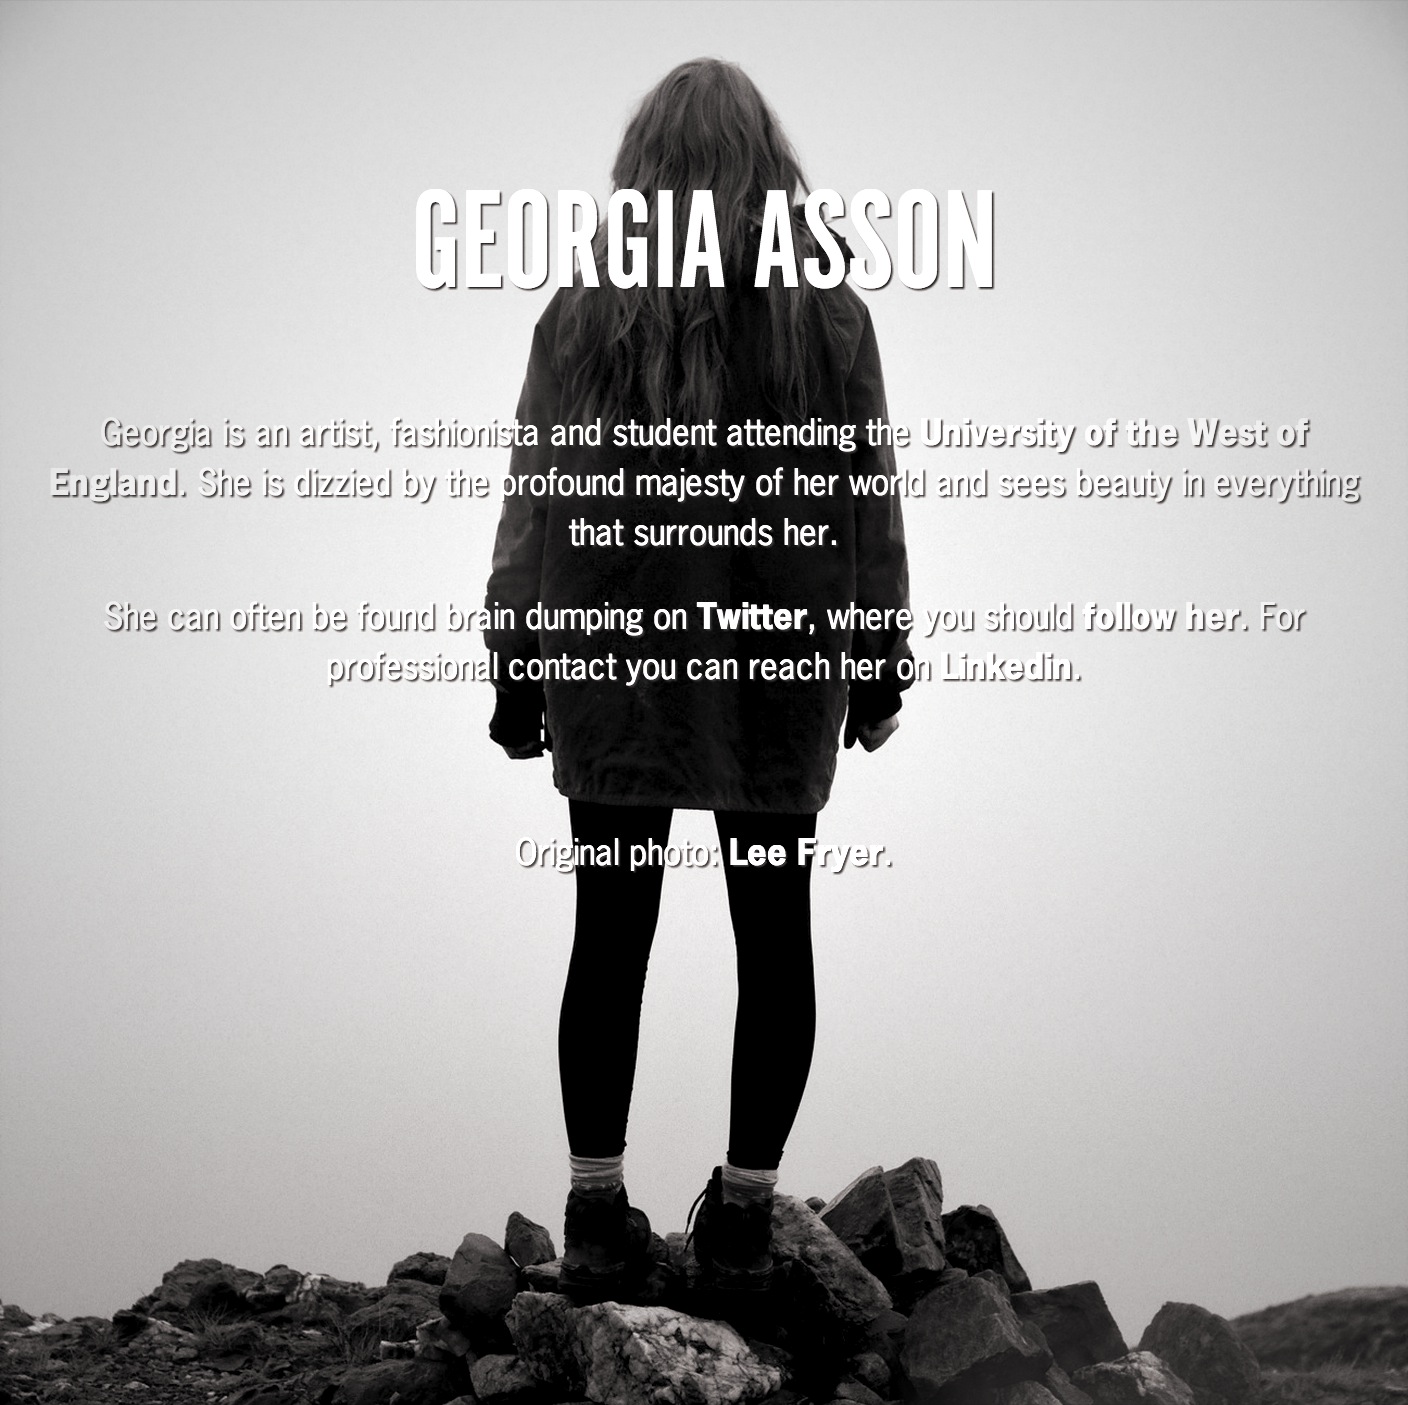 GEORGIA ASSON
Georgia is an artist, fashionista and student attending the University of the West of
England. She is dizzied by the profound majesty of her world and sees beauty in everything
that surrounds her.
She can often be found brain dumping on Twitter, where you should follow her. For
professional contact you can reach her on Linkedin.
Original photo: Lee Fryer.